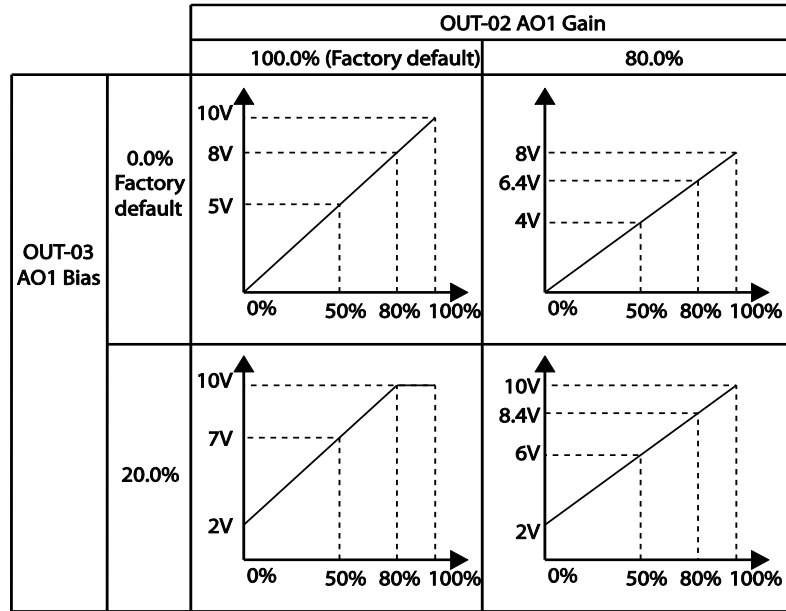 OUT-02 AO1 Gain
100.0% (Factory default)
80.0%
OUT-03
AO1 Bias
0.0%
Factory
default
10V
8V
5V
0%
50%
80%
100%
8V
6.4V
4V
0%
50%
80%
100%
20.0%
10V
7V
2V
0%
50%
80%
100%
10V
8.4V
6V
2V
0%
50%
80%
100%